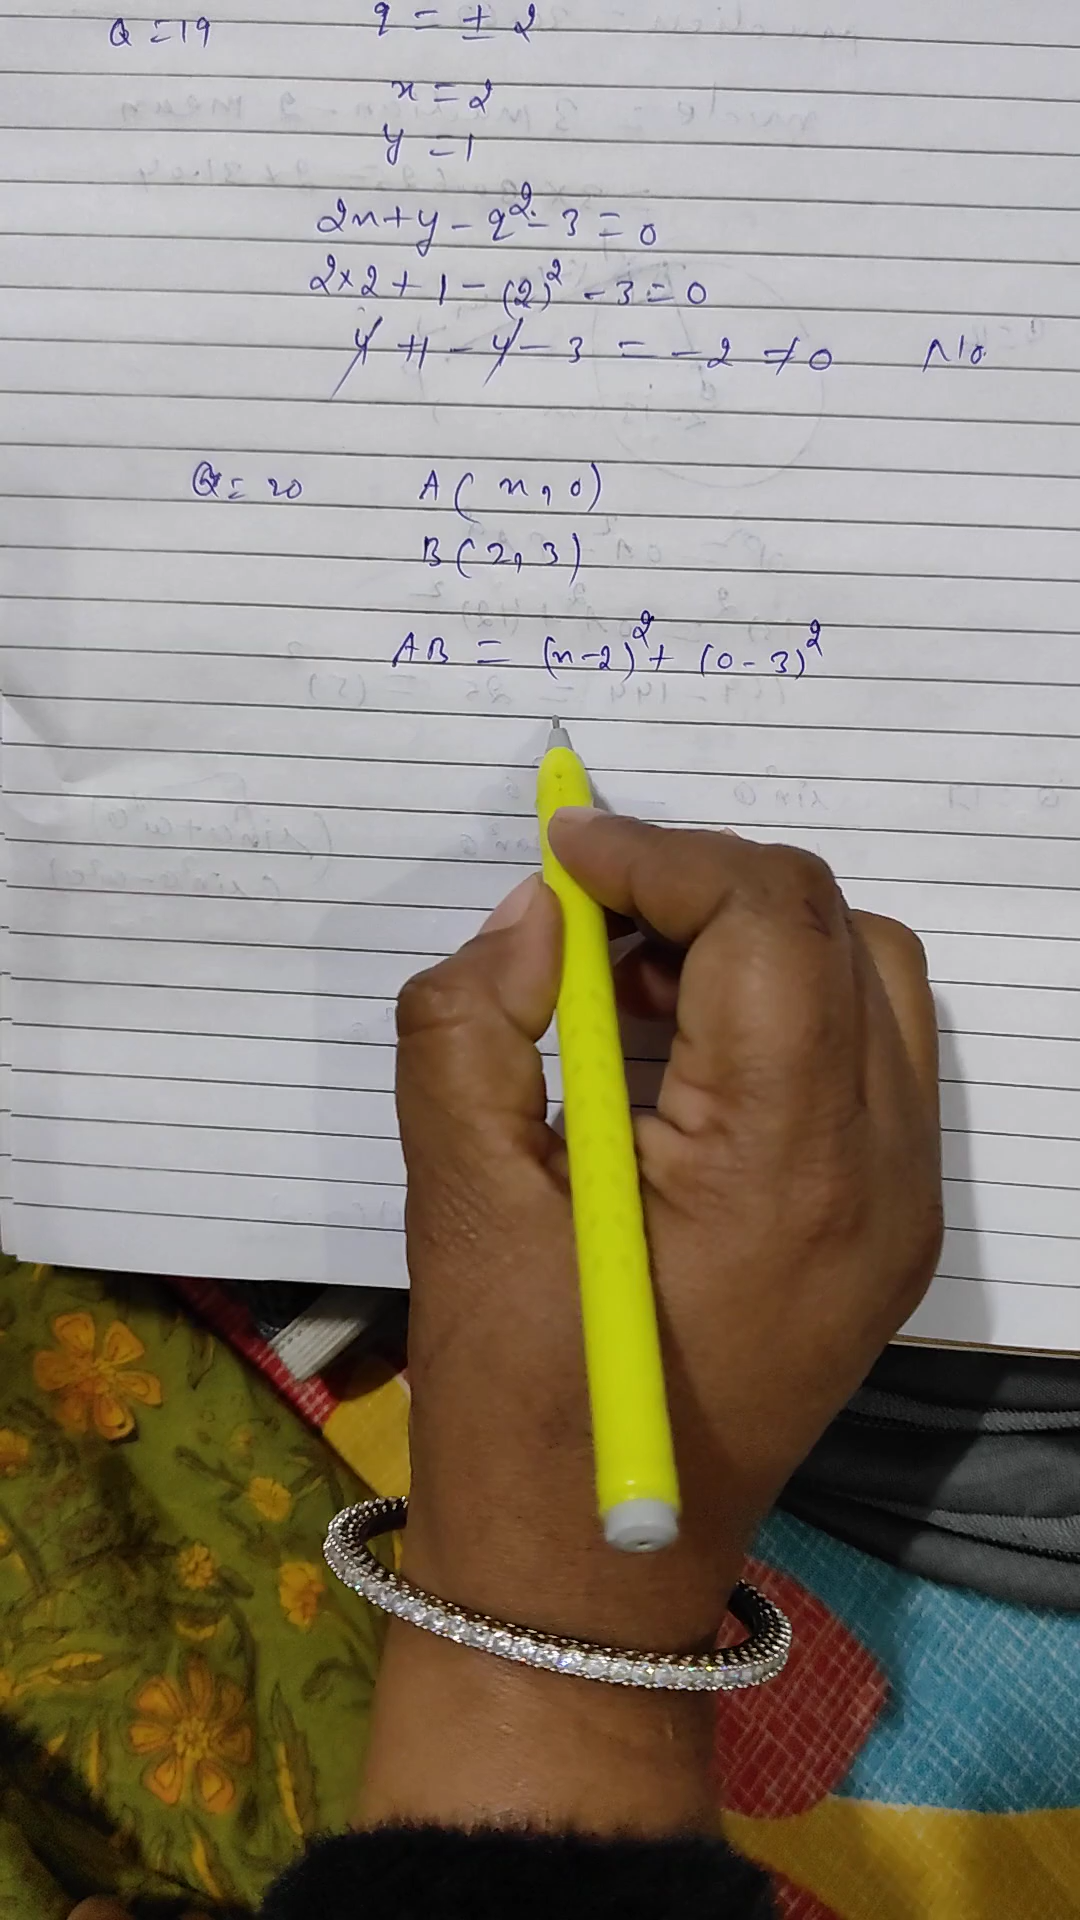 Q = 19 q = ± 2
x = 2
y = 1
2x + y - q² - 3 = 0
2×2 + 1 - (2)² - 3 = 0
4 + 1 - 4 - 3 = -2 ≠ 0 No
Q = 20 A ( x, 0 )
B ( 2, 3 )
AB = (x-2)² + (0-3)²